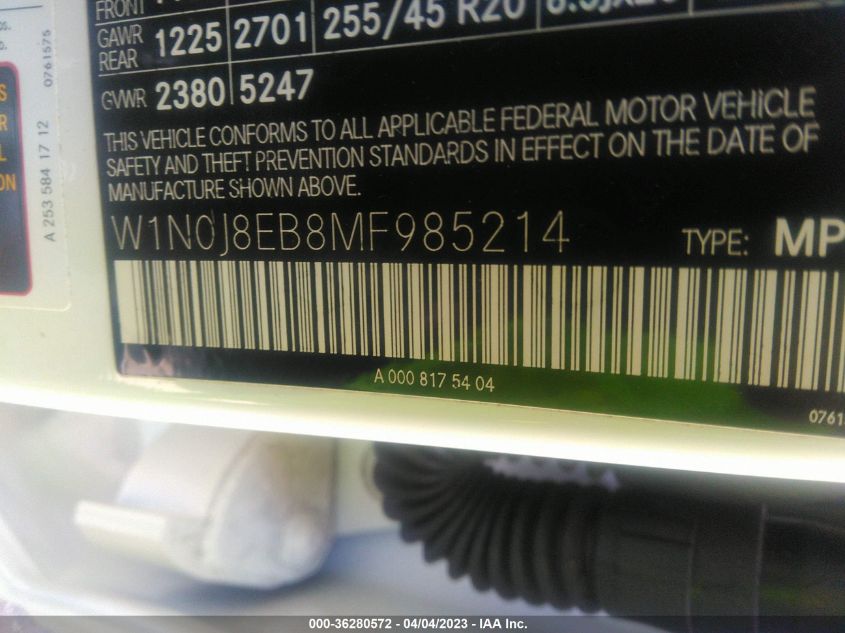 FRONT
GAWR REAR 1225 2701 255/45 R20
GVWR 2380 5247
THIS VEHICLE CONFORMS TO ALL APPLICABLE FEDERAL MOTOR VEHICLE
SAFETY AND THEFT PREVENTION STANDARDS IN EFFECT ON THE DATE OF
MANUFACTURE SHOWN ABOVE.
W1N0J8EB8MF985214 TYPE: MP
A 000 817 54 04
A 253 584 17 12 0761575
000-36280572 - 04/04/2023 - IAA Inc.